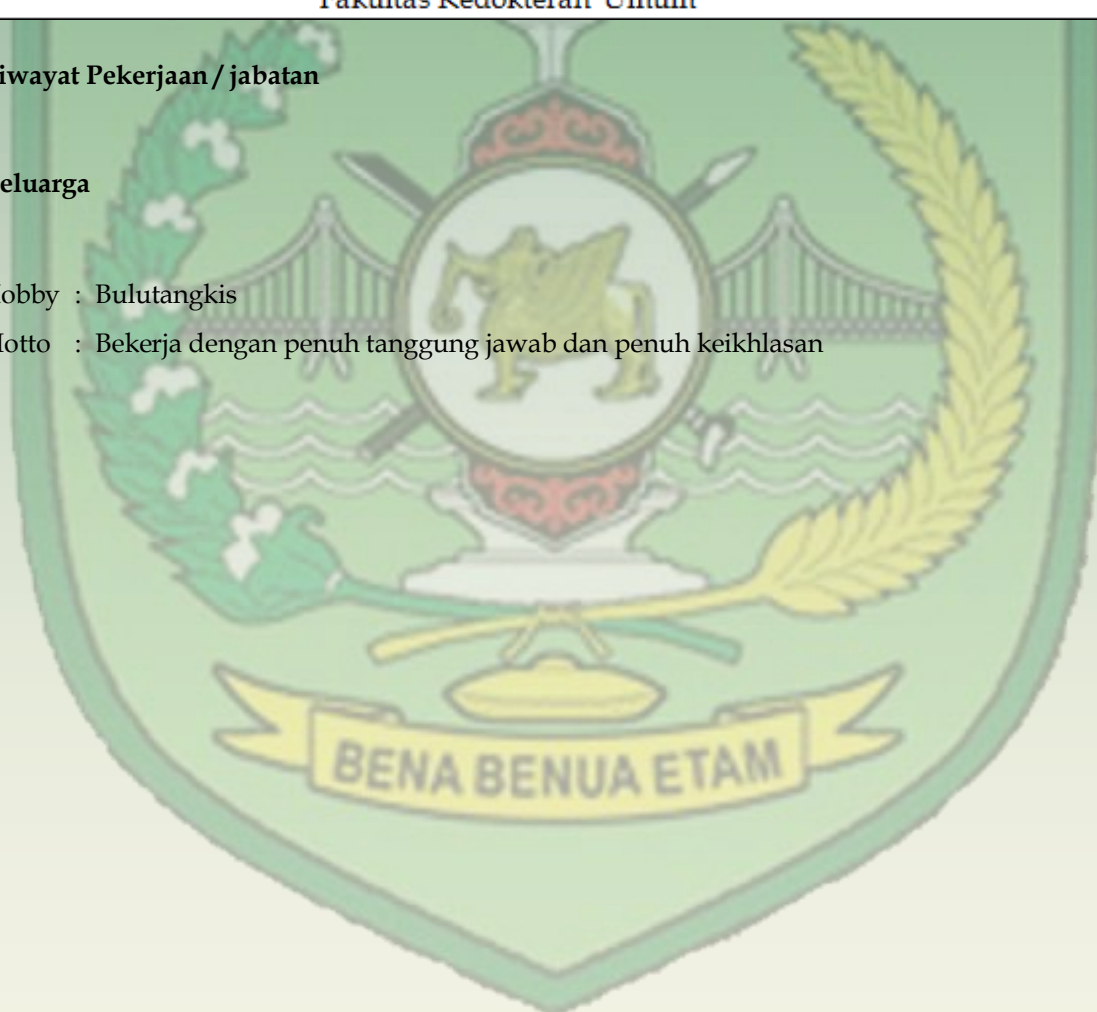 Fakultas Kedokteran Umum
iwayat Pekerjaan / jabatan
eluarga
obby : Bulutangkis
otto : Bekerja dengan penuh tanggung jawab dan penuh keikhlasan
BENA BENUA ETAM